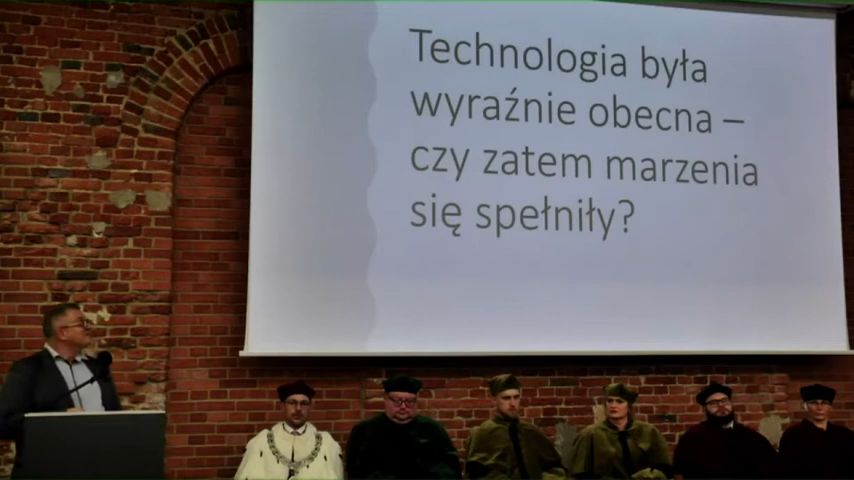 Technologia była
wyraźnie obecna –
czy zatem marzenia
się spełniły?